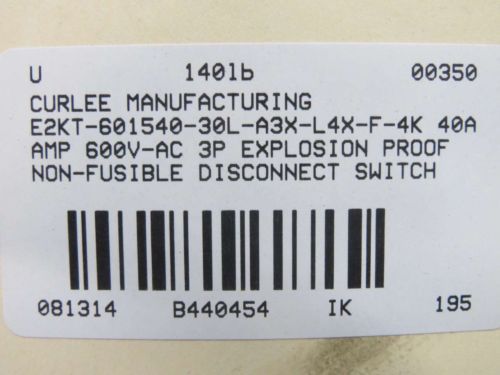 U 140lb 00350
CURLEE MANUFACTURING
E2KT-601540-30L-A3X-L4X-F-4K 40A
AMP 600V-AC 3P EXPLOSION PROOF
NON-FUSIBLE DISCONNECT SWITCH
081314 B440454 IK 195